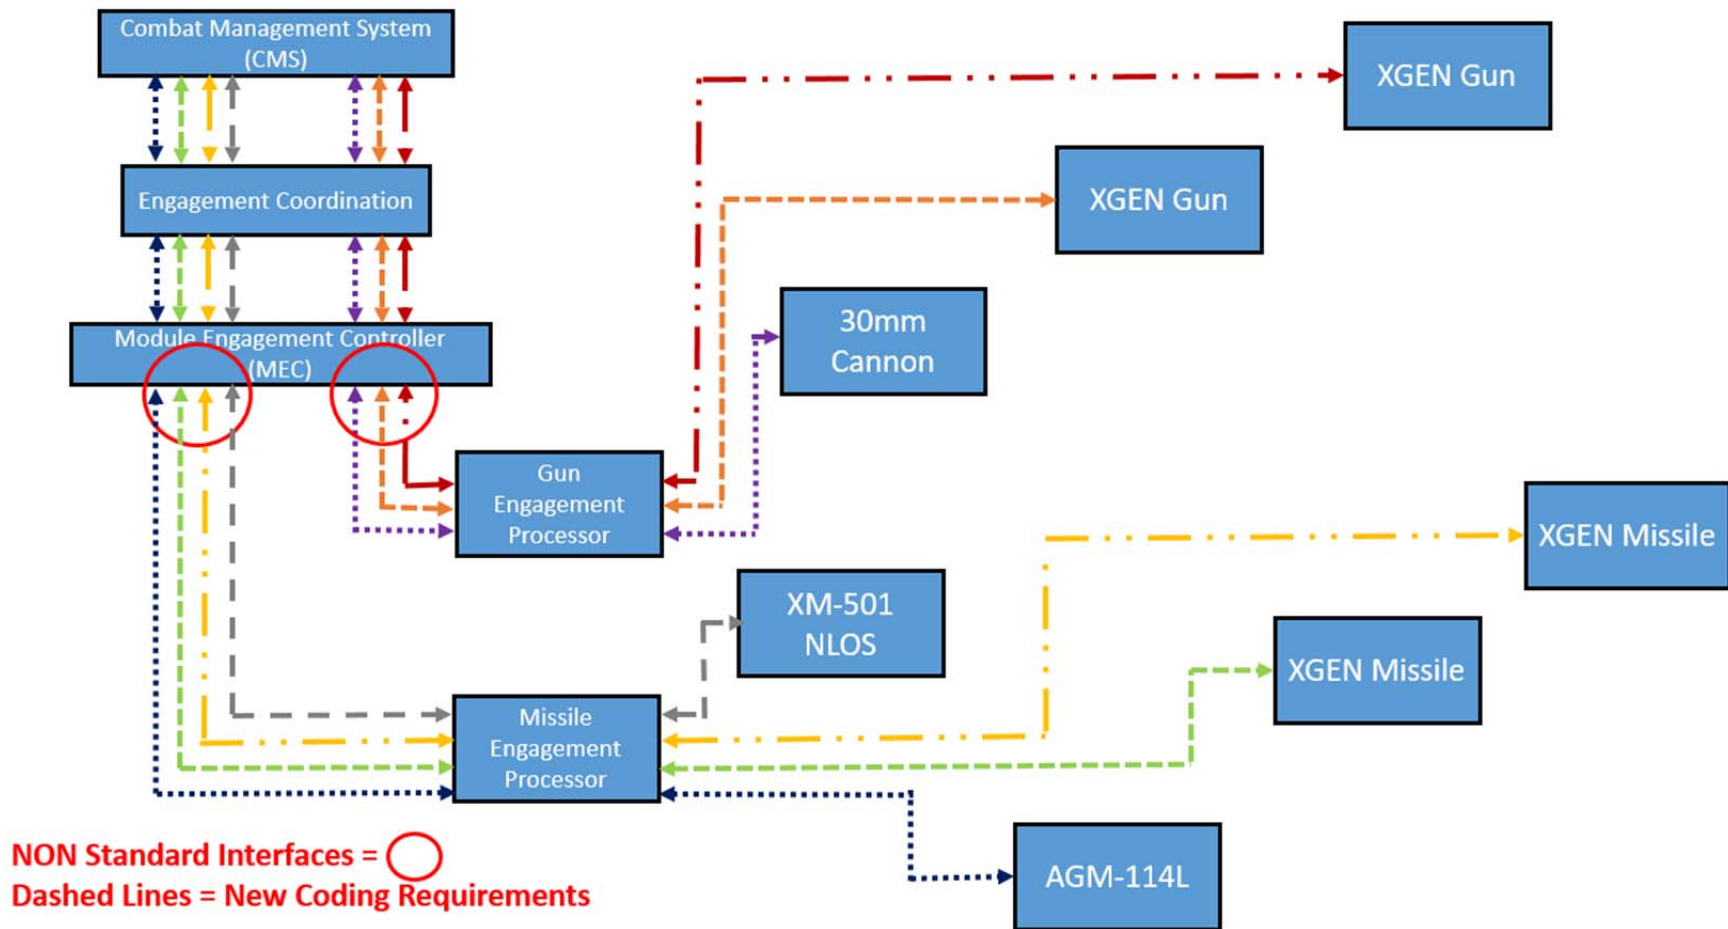 Combat Management System
(CMS)
XGEN Gun
Engagement Coordination
XGEN Gun
30mm
Cannon
Module Engagement Controller
(MEC)
Gun
Engagement
Processor
XGEN Missile
XM-501
NLOS
XGEN Missile
Missile
Engagement
Processor
NON Standard Interfaces =
Dashed Lines = New Coding Requirements
AGM-114L